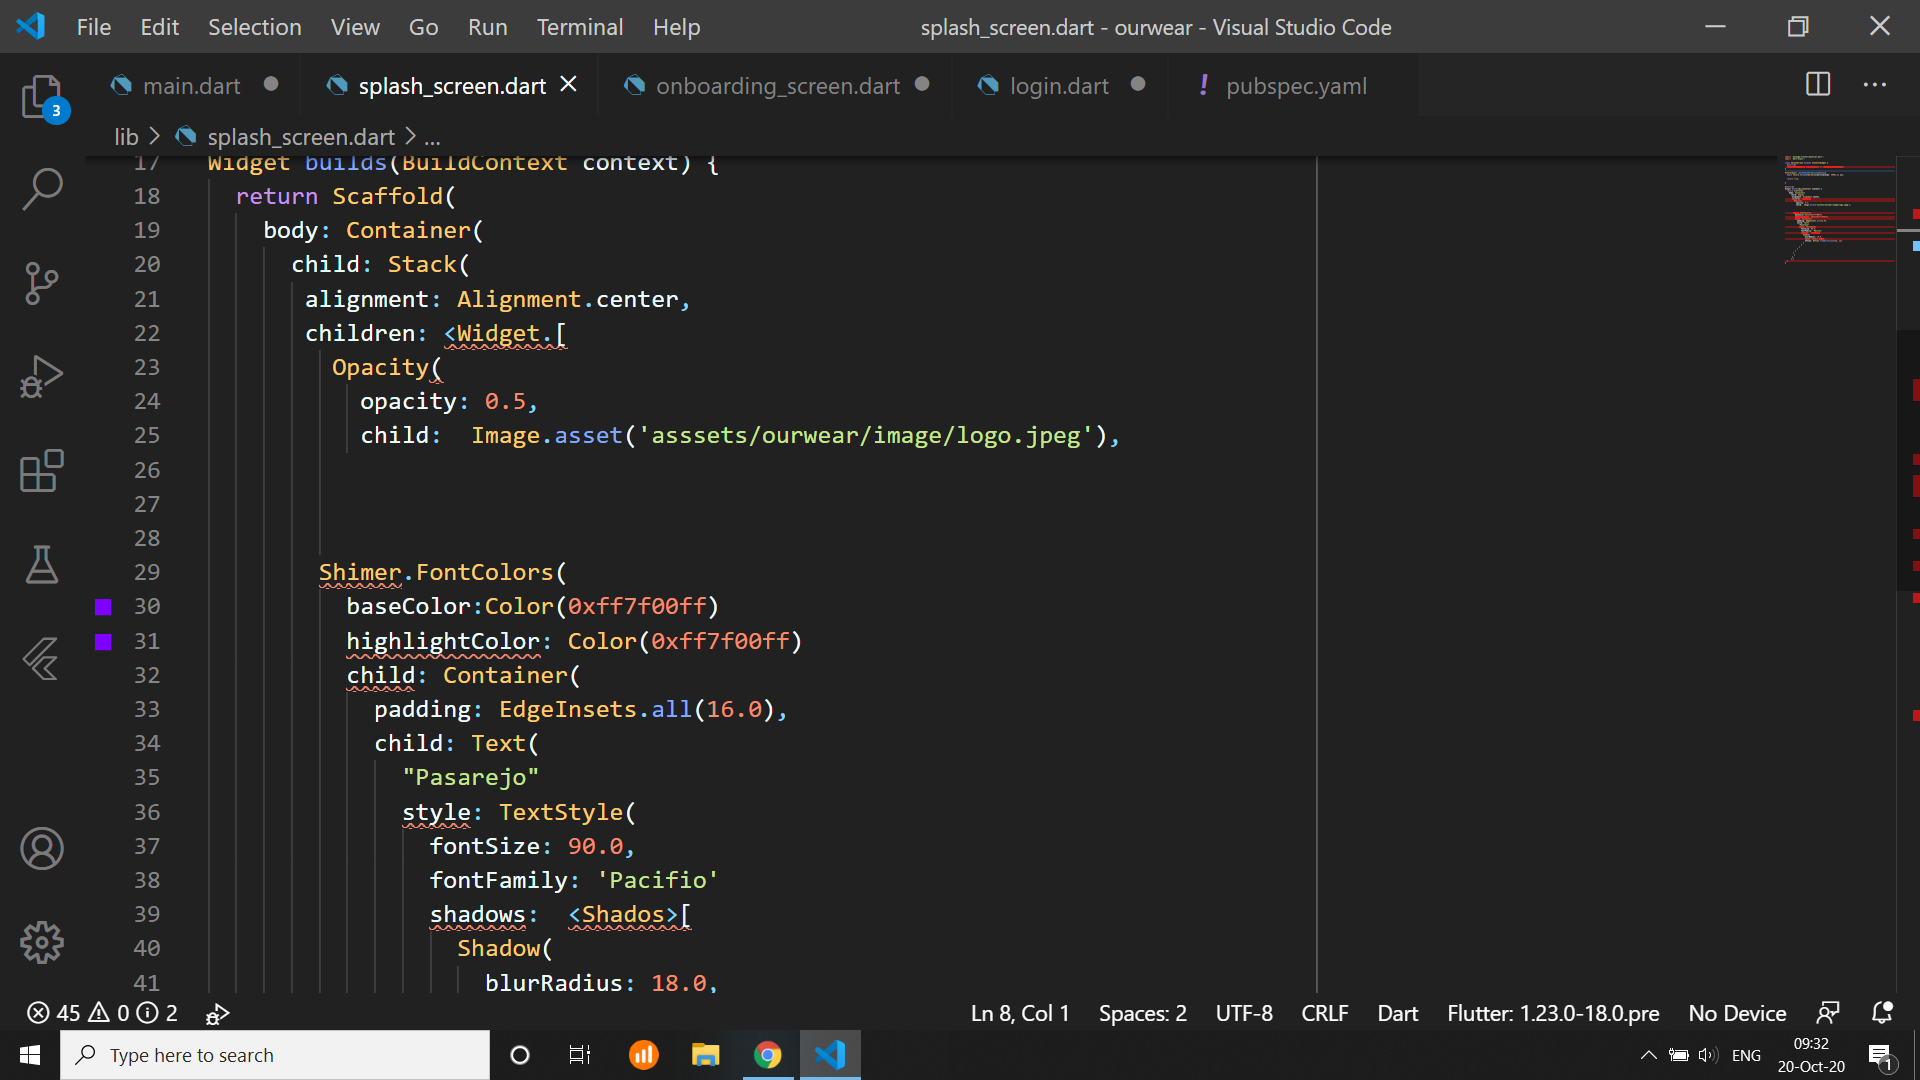 File Edit Selection View Go Run Terminal Help splash_screen.dart - ourwear - Visual Studio Code
main.dart splash_screen.dart onboarding_screen.dart login.dart ! pubspec.yaml
3
lib > splash_screen.dart > ...
17 Widget builds(BuildContext context) {
18 return Scaffold(
19 body: Container(
20 child: Stack(
21 alignment: Alignment.center,
22 children: <Widget.[
23 Opacity(
24 opacity: 0.5,
25 child:  Image.asset('asssets/ourwear/image/logo.jpeg'),
26
27
28
29 Shimer.FontColors(
30 baseColor:Color(0xff7f00ff)
31 highlightColor: Color(0xff7f00ff)
32 child: Container(
33 padding: EdgeInsets.all(16.0),
34 child: Text(
35 "Pasarejo"
36 style: TextStyle(
37 fontSize: 90.0,
38 fontFamily: 'Pacifio'
39 shadows:  <Shados>[
40 Shadow(
41 blurRadius: 18.0,
45 0 2 Ln 8, Col 1 Spaces: 2 UTF-8 CRLF Dart Flutter: 1.23.0-18.0.pre No Device
Type here to search ENG 09:32
20-Oct-20 1